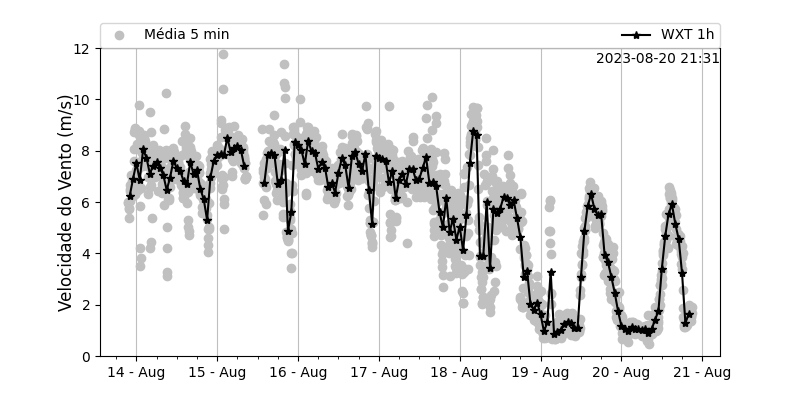 Média 5 min
WXT 1h
2023-08-20 21:31
Velocidade do Vento (m/s)
12
10
8
6
4
2
0
14 - Aug
15 - Aug
16 - Aug
17 - Aug
18 - Aug
19 - Aug
20 - Aug
21 - Aug